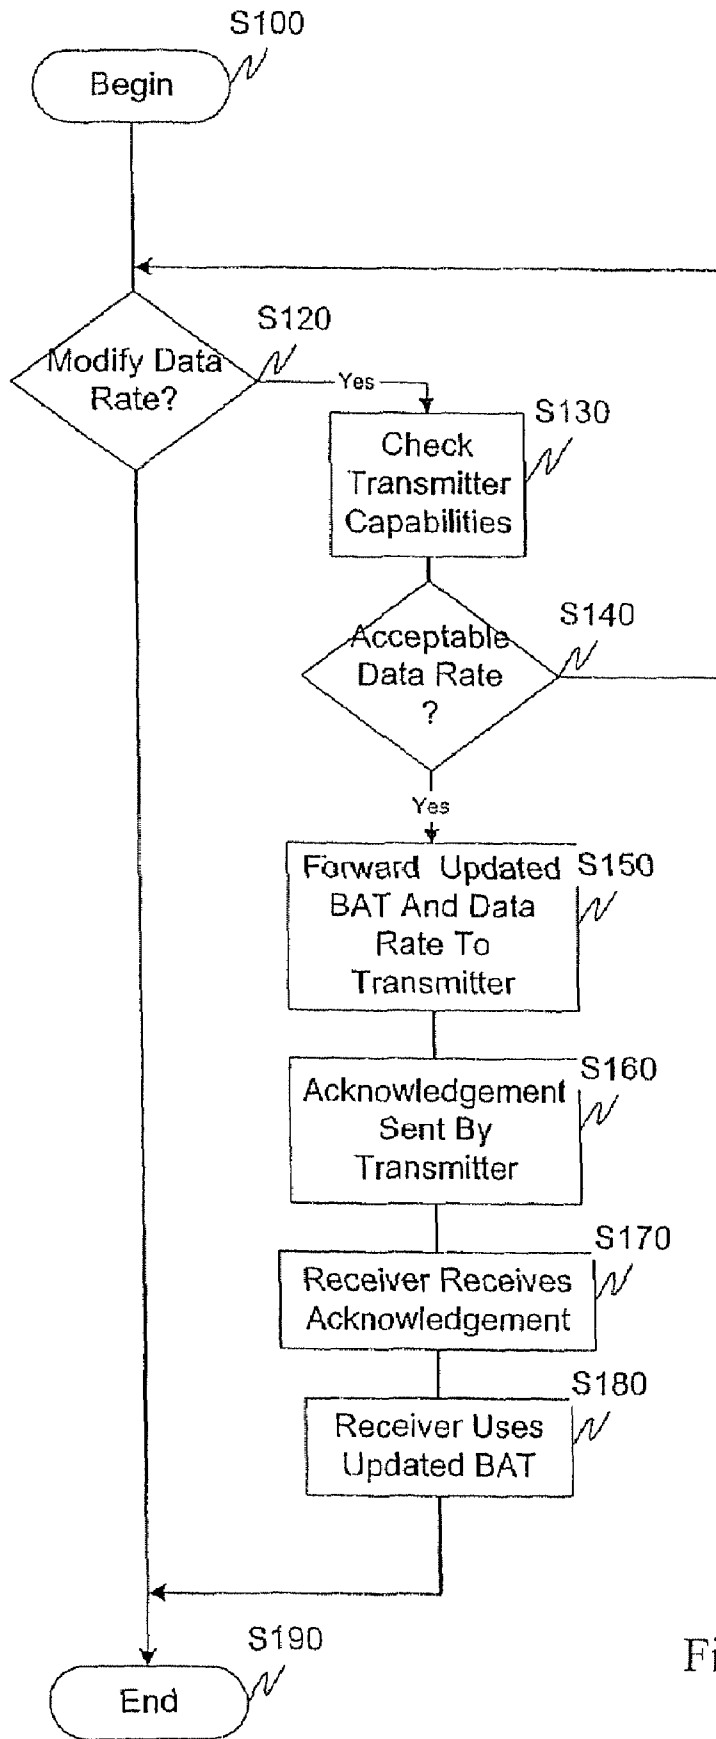 S100
Begin
S120
Modify Data
Rate?
Yes
S130
Check
Transmitter
Capabilities
S140
Acceptable
Data Rate
?
Yes
S150
Forward Updated
BAT And Data
Rate To
Transmitter
S160
Acknowledgement
Sent By
Transmitter
S170
Receiver Receives
Acknowledgement
S180
Receiver Uses
Updated BAT
S190
End
Fi